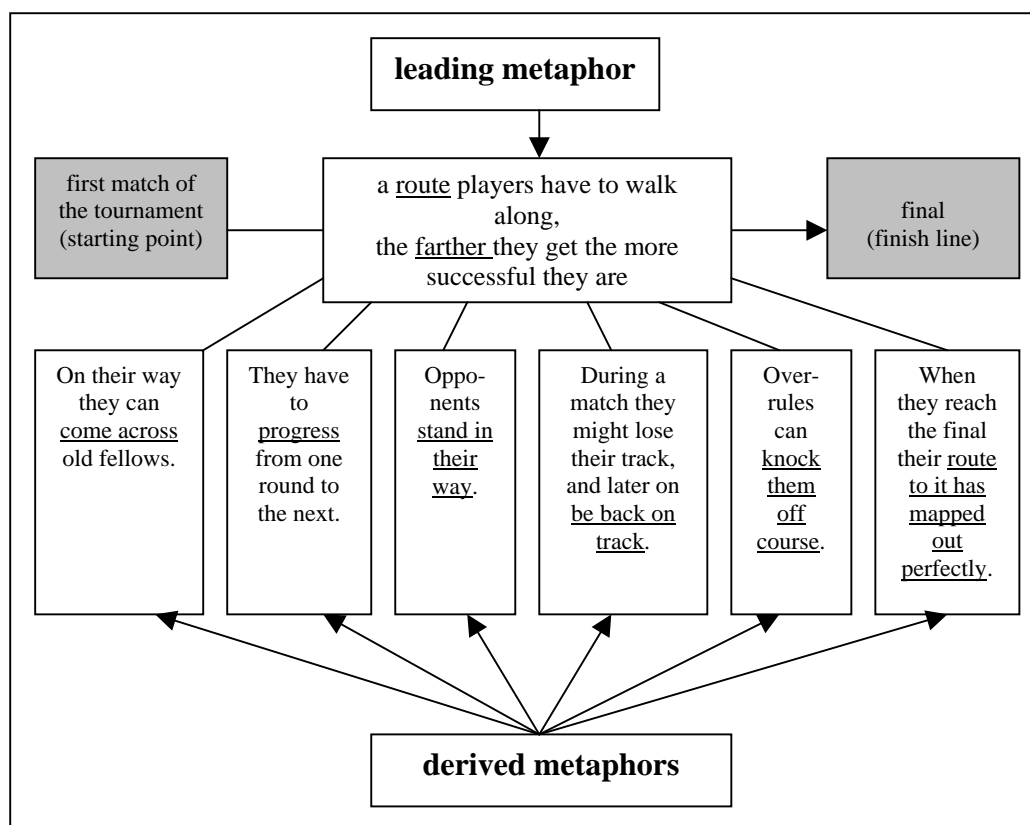 leading metaphor
first match of
the tournament
(starting point)
a route players have to walk
along,
the farther they get the more
successful they are
final
(finish line)
On their way
they can
come across
old fellows.
They have
to
progress
from one
round to
the next.
Oppo-
nents
stand in
their
way.
During a
match they
might lose
their track,
and later on
be back on
track.
Over-
rules
can
knock
them
off
course.
When
they reach
the final
their route
to it has
mapped
out
perfectly.
derived metaphors